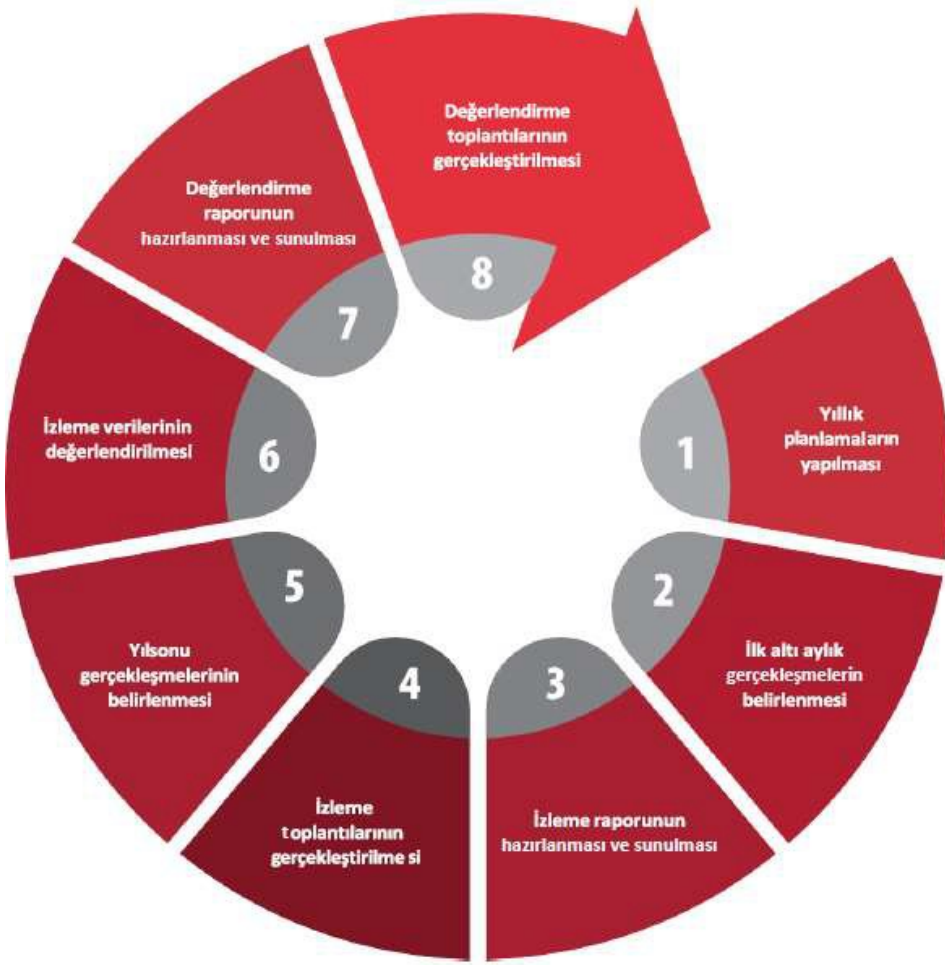 1
Yıllık
planlamaların
yapılması
2
İlk altı aylık
gerçekleşmelerin
belirlenmesi
3
İzleme raporunun
hazırlanması ve sunulması
4
İzleme
toplantılarının
gerçekleştirilme si
5
Yılsonu
gerçekleşmelerinin
belirlenmesi
6
İzleme verilerinin
değerlendirilmesi
7
Değerlendirme
raporunun
hazırlanması ve sunulması
8
Değerlendirme
toplantılarının
gerçekleştirilmesi